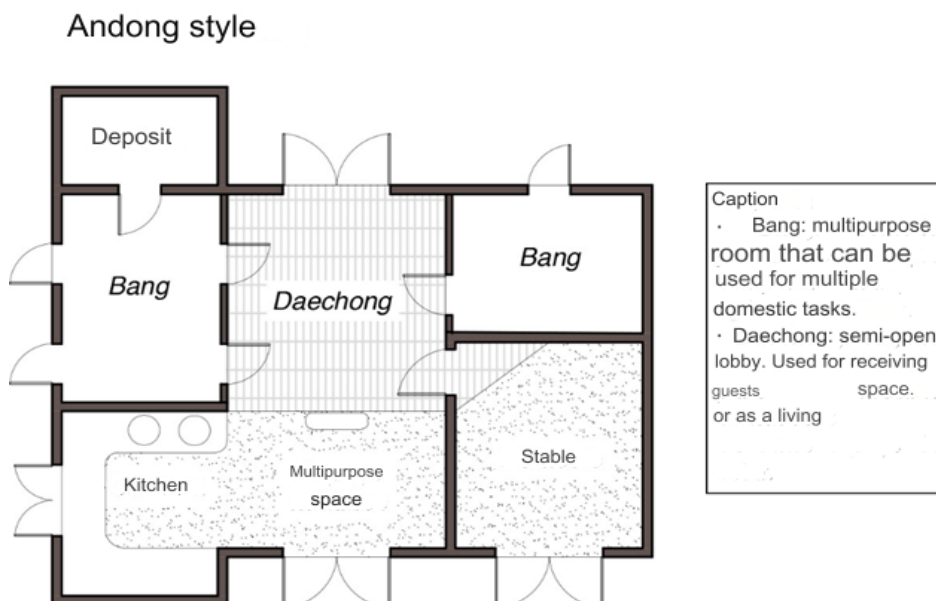 Andong style
Deposit
Bang
Daechong
Bang
Kitchen
Multipurpose
space
Stable
Caption
· Bang: multipurpose
room that can be
used for multiple
domestic tasks.
· Daechong: semi-open
lobby. Used for receiving
guests space.
or as a living